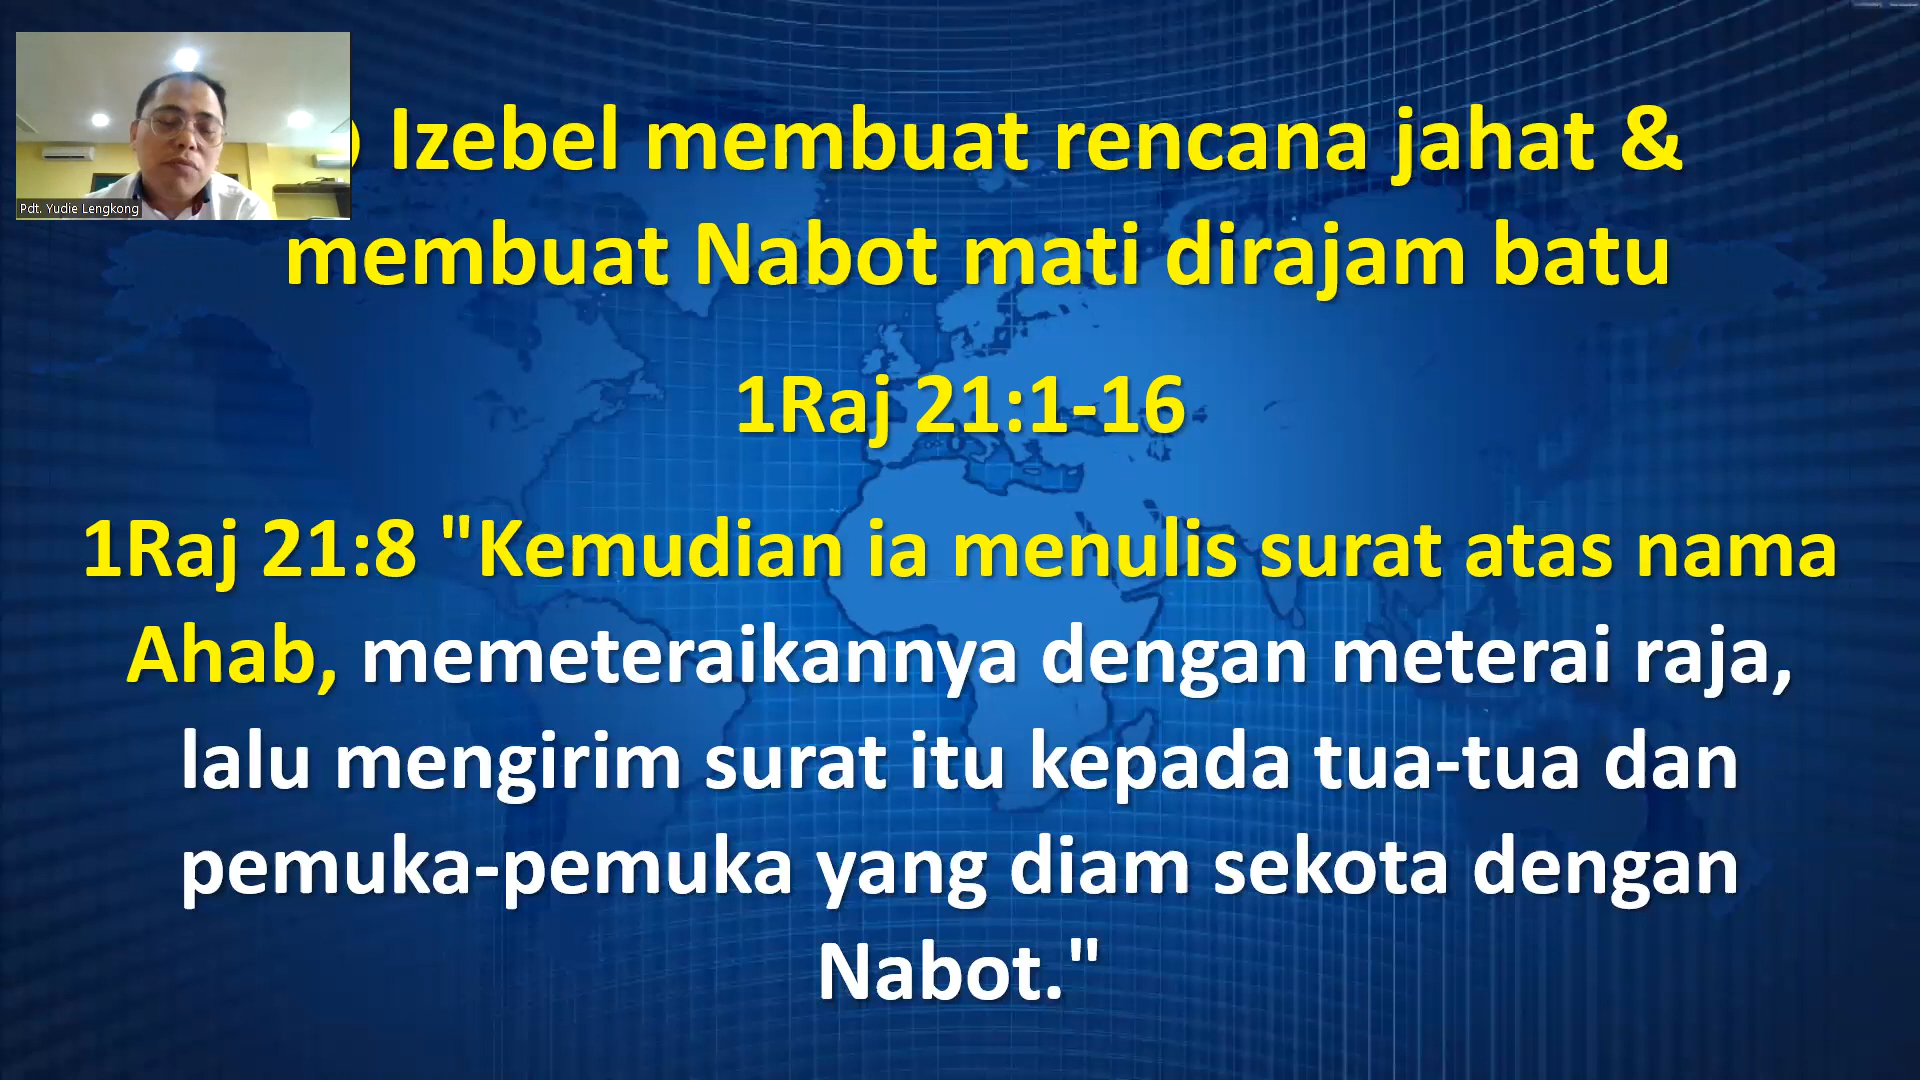 ) Izebel membuat rencana jahat &
membuat Nabot mati dirajam batu
1Raj 21:1-16
1Raj 21:8 "Kemudian ia menulis surat atas nama
Ahab, memeteraikannya dengan meterai raja,
lalu mengirim surat itu kepada tua-tua dan
pemuka-pemuka yang diam sekota dengan
Nabot."
Pdt. Yudie Lengkong